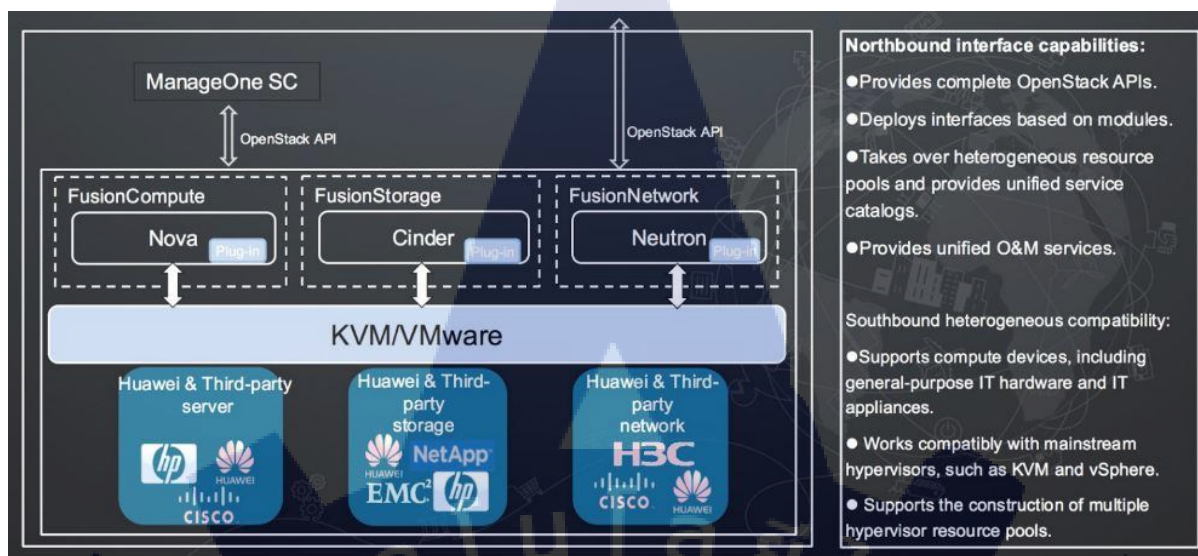 ManageOne SC
OpenStack API
OpenStack API
FusionCompute
Nova
Plug-in
FusionStorage
Cinder
Plug-in
FusionNetwork
Neutron
Plug-in
KVM/VMware
Huawei & Third-party
server
hp
HUAWEI
CISCO
Huawei & Third-
party
storage
HUAWEI
NetApp
EMC²
hp
Huawei & Third-
party
network
H3C
CISCO
HUAWEI
Northbound interface capabilities:
●Provides complete OpenStack APIs.
●Deploys interfaces based on modules.
●Takes over heterogeneous resource
pools and provides unified service
catalogs.
●Provides unified O&M services.
Southbound heterogeneous compatibility:
●Supports compute devices, including
general-purpose IT hardware and IT
appliances.
● Works compatibly with mainstream
hypervisors, such as KVM and vSphere.
● Supports the construction of multiple
hypervisor resource pools.